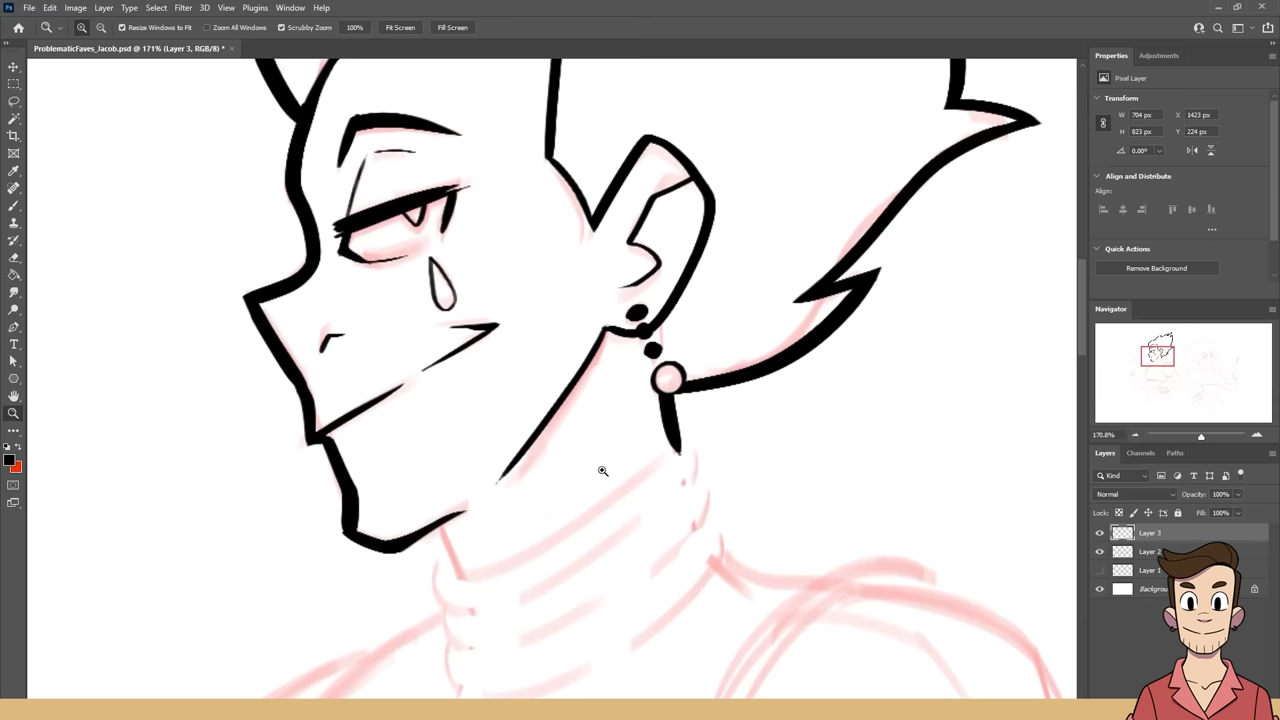 Ps File Edit Image Layer Type Select Filter 3D View Plugins Window Help
Resize Windows to Fit Zoom All Windows Scrubby Zoom 100% Fit Screen Fill Screen
ProblematicFaves_Jacob.psd @ 171% (Layer 3, RGB/8) * ×
Properties Adjustments
Pixel Layer
Transform
W 704 px X 1423 px
H 823 px Y 224 px
0.00°
Align and Distribute
Align:
Quick Actions
Remove Background
Navigator
170.8%
Layers Channels Paths
Kind
Normal Opacity: 100%
Lock: Fill: 100%
Layer 3
Layer 2
Layer 1